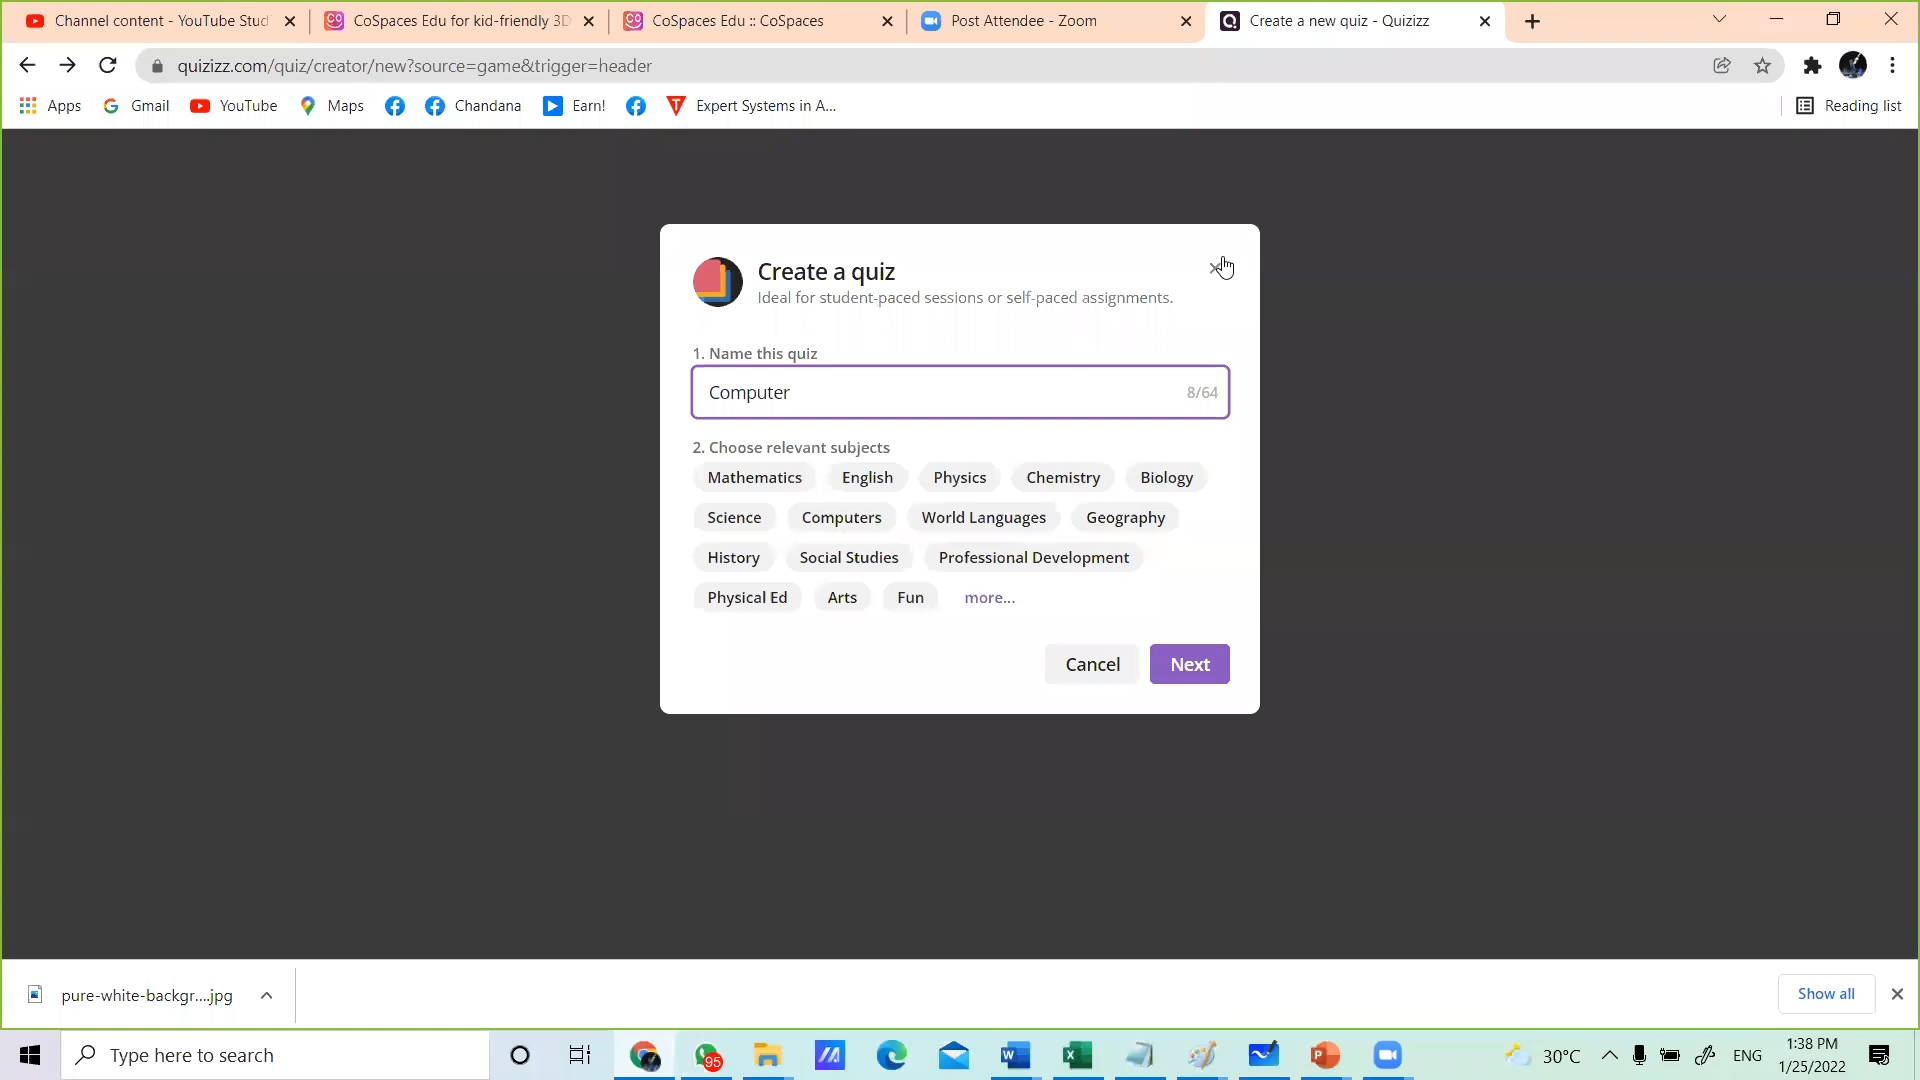 Channel content - YouTube Stud
CoSpaces Edu for kid-friendly 3D
CoSpaces Edu :: CoSpaces
Post Attendee - Zoom
Create a new quiz - Quizizz
quizizz.com/quiz/creator/new?source=game&trigger=header
Apps
Gmail
YouTube
Maps
Chandana
Earn!
Expert Systems in A...
Reading list
Create a quiz
Ideal for student-paced sessions or self-paced assignments.
1. Name this quiz
Computer
8/64
2. Choose relevant subjects
Mathematics English Physics Chemistry Biology
Science Computers World Languages Geography
History Social Studies Professional Development
Physical Ed Arts Fun more...
Cancel Next
pure-white-backgr....jpg
Show all
Type here to search
95
30°C
ENG
1:38 PM
1/25/2022